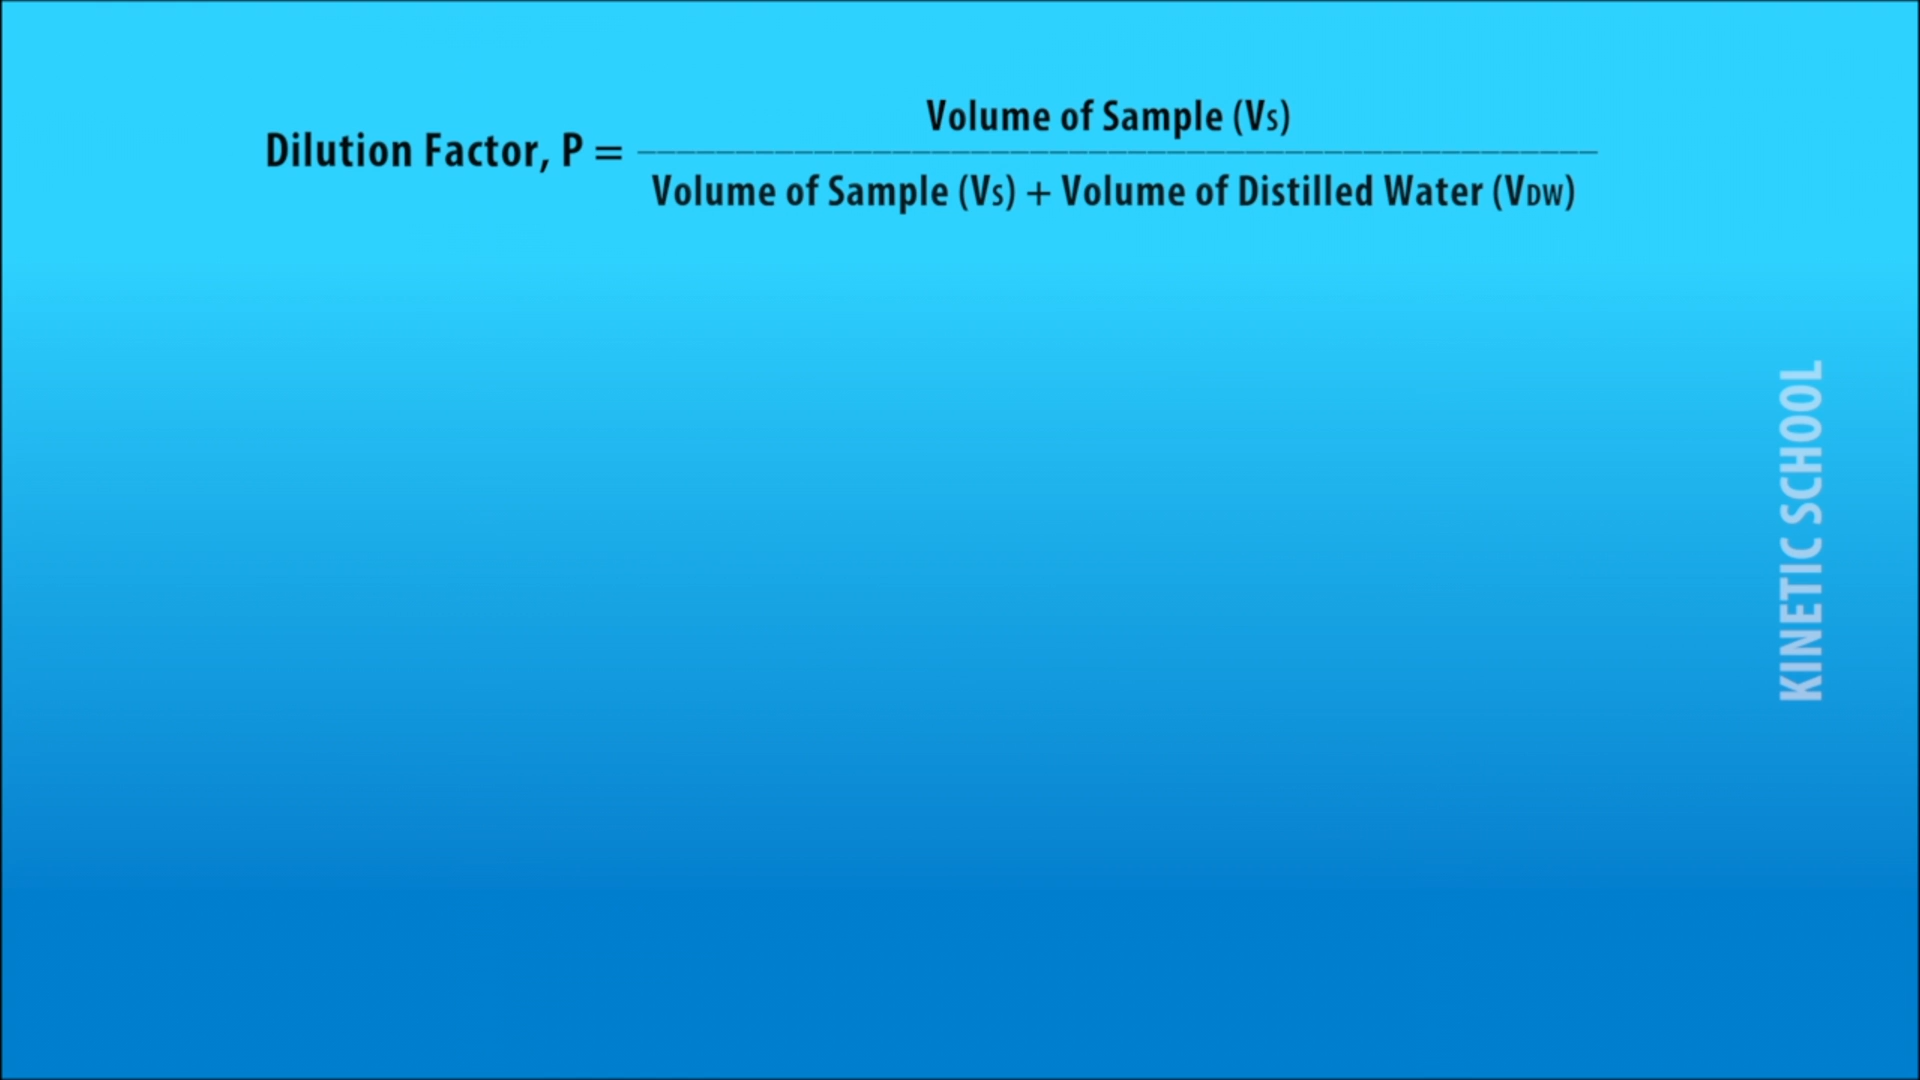 Volume of Sample (Vs)
Dilution Factor, P =
Volume of Sample (Vs) + Volume of Distilled Water (VDW)
KINETIC SCHOOL